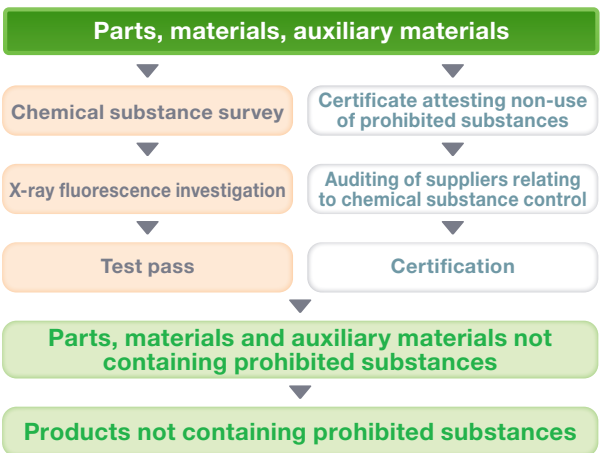 Parts, materials, auxiliary materials
Chemical substance survey
Certificate attesting non-use
of prohibited substances
X-ray fluorescence investigation
Auditing of suppliers relating
to chemical substance control
Test pass
Certification
Parts, materials and auxiliary materials not
containing prohibited substances
Products not containing prohibited substances